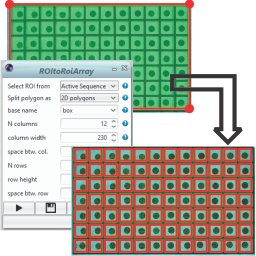 ROItoRoiArray
Select ROI from Active Sequence
Split polygon as 2D polygons
base name box
N columns 12
column width 230
space btw. col.
N rows
row height
space btw. row